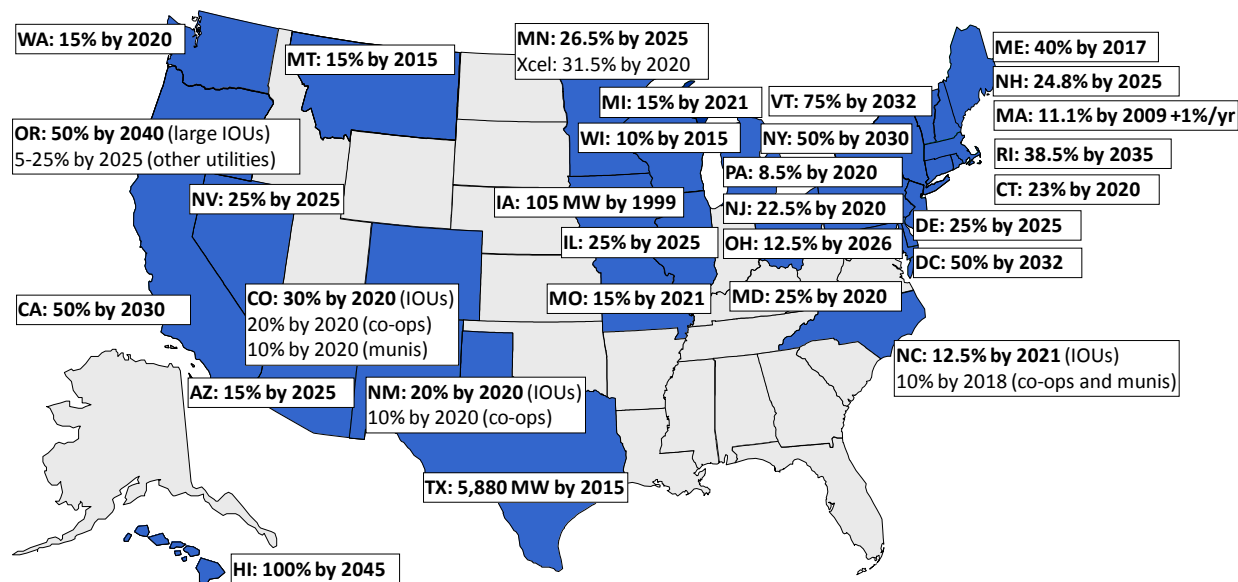 WA: 15% by 2020
MT: 15% by 2015
MN: 26.5% by 2025
Xcel: 31.5% by 2020
ME: 40% by 2017
NH: 24.8% by 2025
MI: 15% by 2021
VT: 75% by 2032
MA: 11.1% by 2009 +1%/yr
OR: 50% by 2040 (large IOUs)
5-25% by 2025 (other utilities)
WI: 10% by 2015
NY: 50% by 2030
RI: 38.5% by 2035
PA: 8.5% by 2020
CT: 23% by 2020
NV: 25% by 2025
IA: 105 MW by 1999
NJ: 22.5% by 2020
DE: 25% by 2025
IL: 25% by 2025
OH: 12.5% by 2026
DC: 50% by 2032
CA: 50% by 2030
CO: 30% by 2020 (IOUs)
20% by 2020 (co-ops)
10% by 2020 (munis)
MO: 15% by 2021
MD: 25% by 2020
NC: 12.5% by 2021 (IOUs)
10% by 2018 (co-ops and munis)
AZ: 15% by 2025
NM: 20% by 2020 (IOUs)
10% by 2020 (co-ops)
TX: 5,880 MW by 2015
HI: 100% by 2045